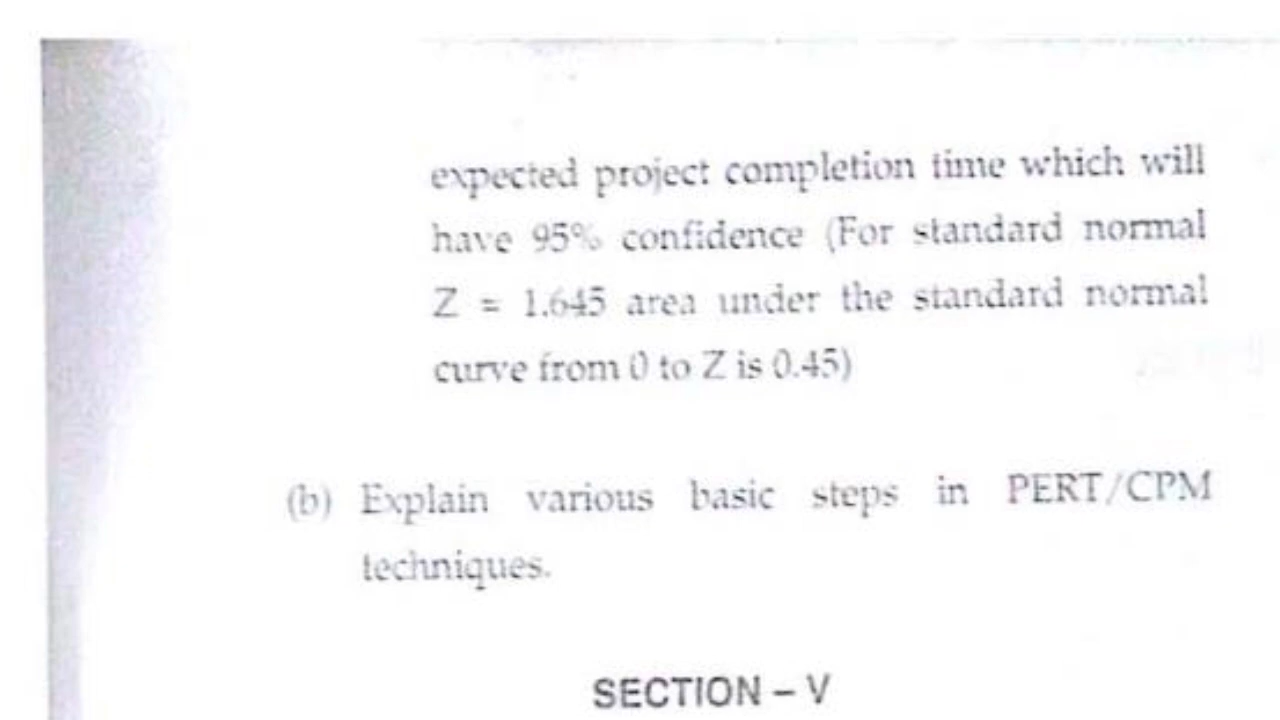 expected project completion time which will
have 95% confidence (For standard normal
Z = 1.645 area under the standard normal
curve from 0 to Z is 0.45)
(b) Explain various basic steps in PERT/CPM
techniques.
SECTION – V